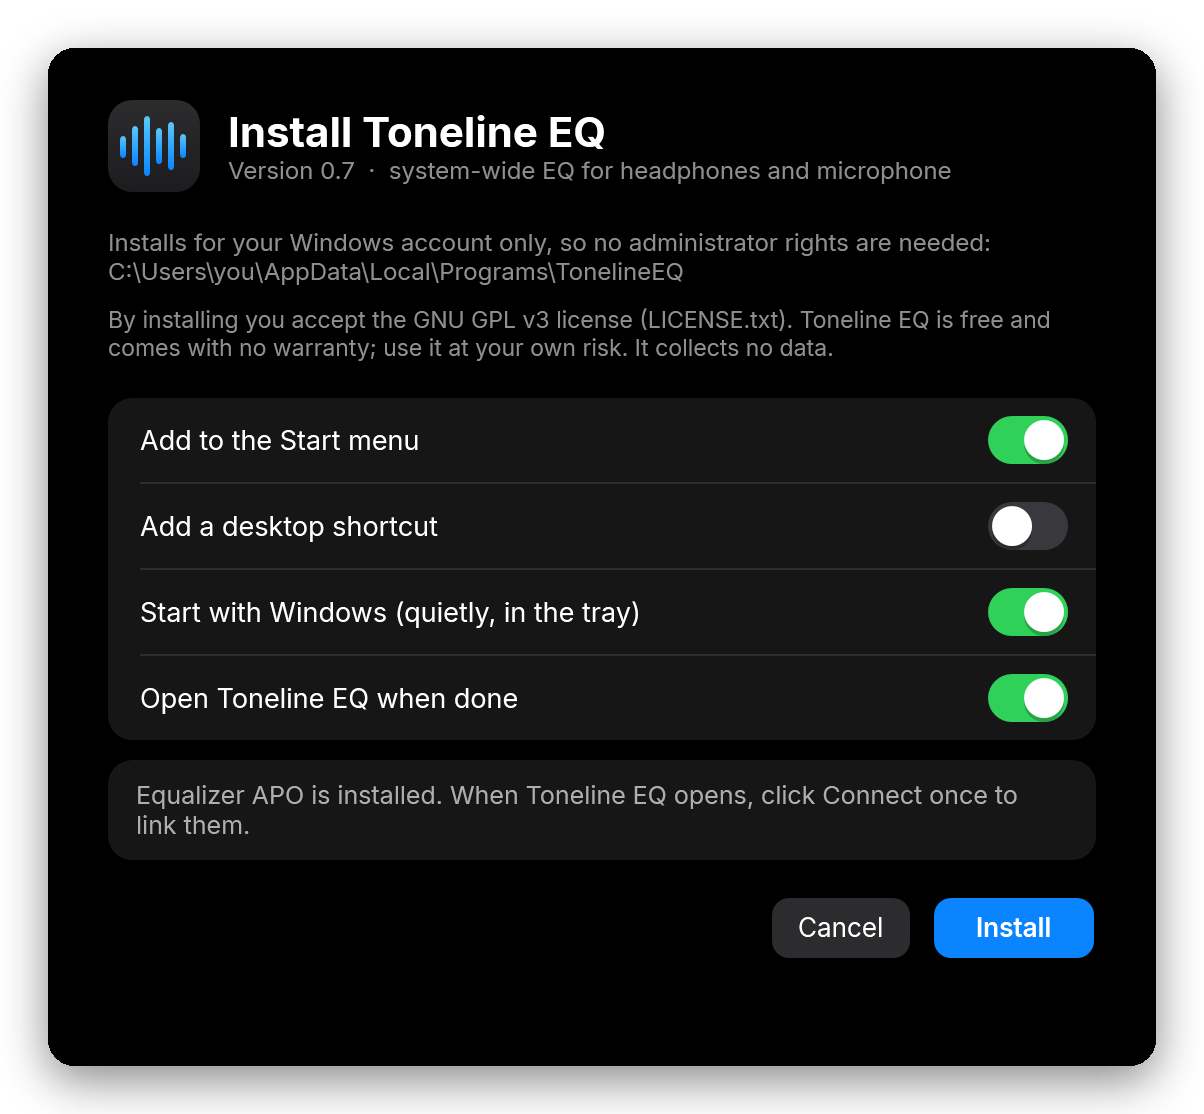 Install Toneline EQ
Version 0.7 · system-wide EQ for headphones and microphone
Installs for your Windows account only, so no administrator rights are needed:
C:\Users\you\AppData\Local\Programs\TonelineEQ
By installing you accept the GNU GPL v3 license (LICENSE.txt). Toneline EQ is free and
comes with no warranty; use it at your own risk. It collects no data.
Add to the Start menu
Add a desktop shortcut
Start with Windows (quietly, in the tray)
Open Toneline EQ when done
Equalizer APO is installed. When Toneline EQ opens, click Connect once to
link them.
Cancel
Install